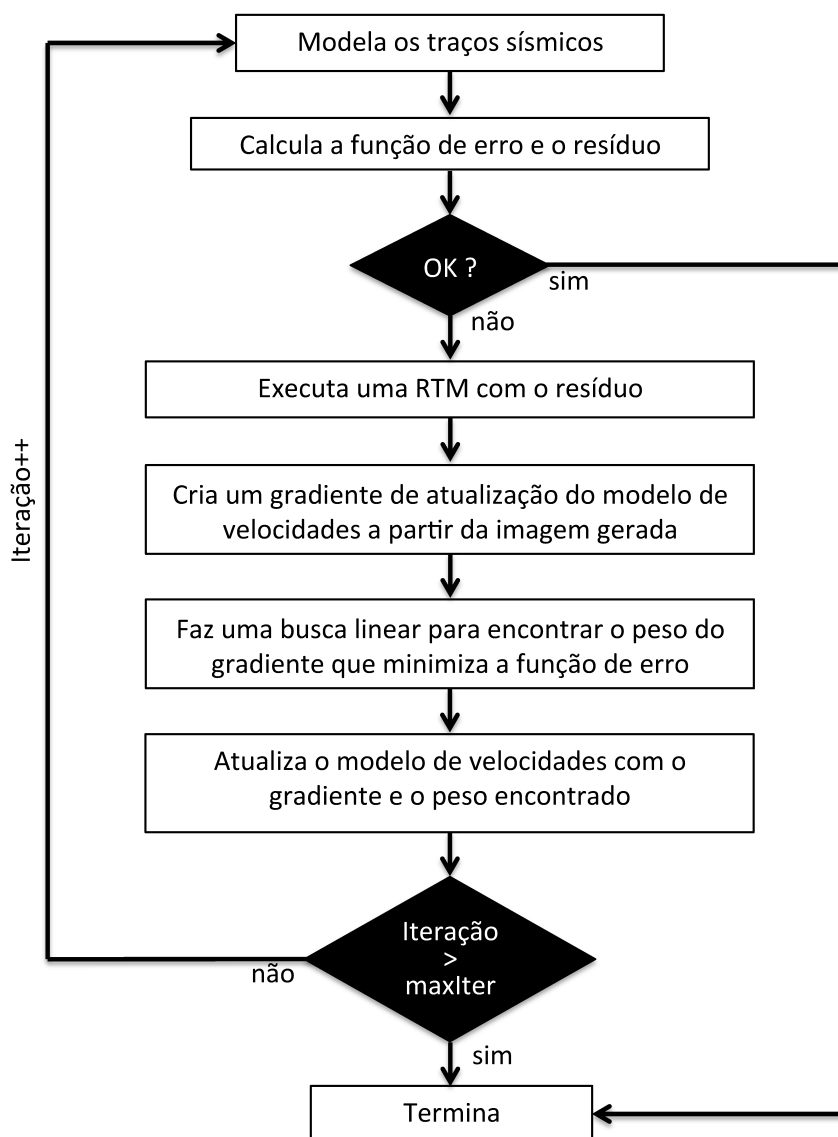 Modela os traços sísmicos
Calcula a função de erro e o resíduo
OK ?
sim
não
Executa uma RTM com o resíduo
Cria um gradiente de atualização do modelo de
velocidades a partir da imagem gerada
Faz uma busca linear para encontrar o peso do
gradiente que minimiza a função de erro
Atualiza o modelo de velocidades com o
gradiente e o peso encontrado
Iteração
>
maxIter
não
Iteração++
sim
Termina